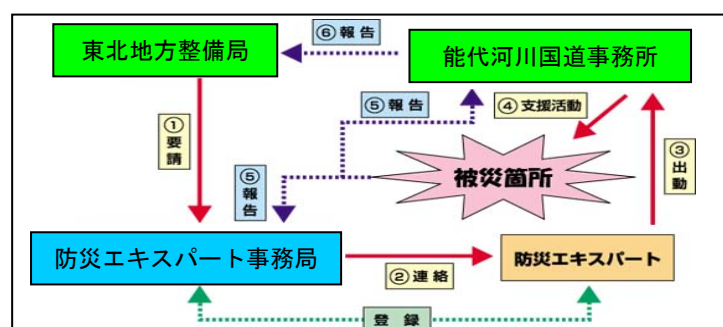 ⑥報告
東北地方整備局
能代河川国道事務所
⑤報告
④支援活動
①要請
⑤報告
被災箇所
③出動
防災エキスパート事務局
②連絡
防災エキスパート
登録